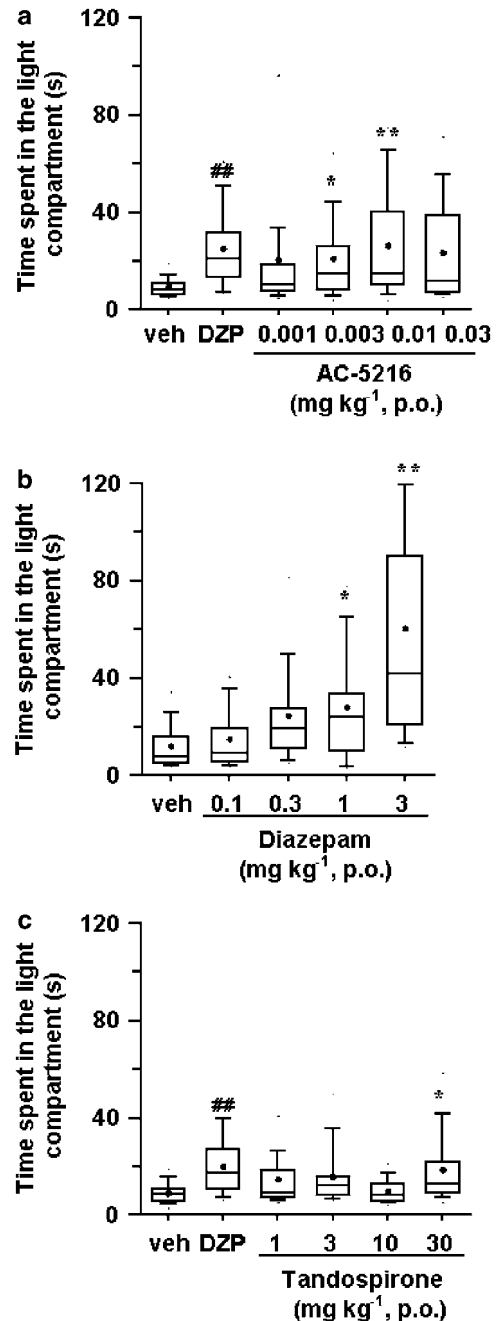 a
Time spent in the light
compartment (s)
120
80
40
0
##
*
**
veh DZP 0.001 0.003 0.01 0.03
AC-5216
(mg kg⁻¹, p.o.)
b
Time spent in the light
compartment (s)
120
80
40
0
*
**
veh 0.1 0.3 1 3
Diazepam
(mg kg⁻¹, p.o.)
c
Time spent in the light
compartment (s)
120
80
40
0
##
*
veh DZP 1 3 10 30
Tandospirone
(mg kg⁻¹, p.o.)